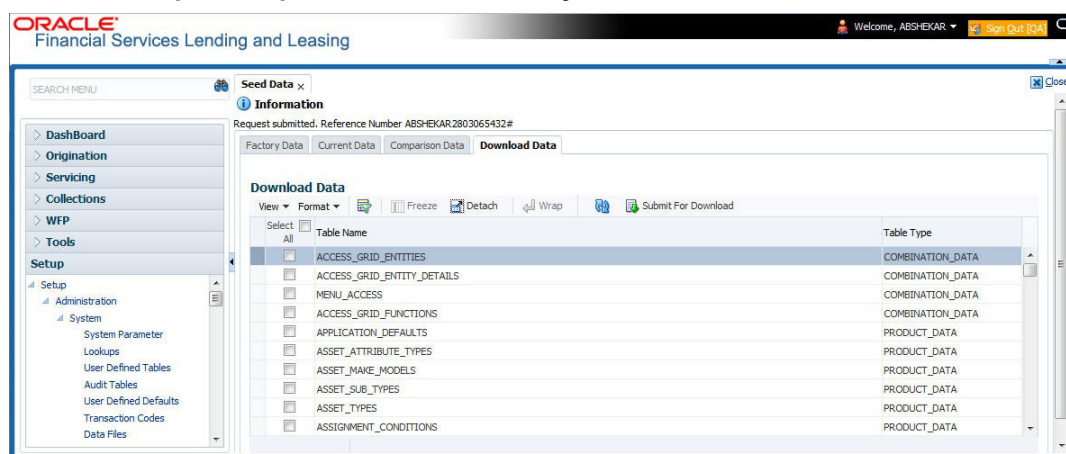 ORACLE
Financial Services Lending and Leasing
Welcome, ABSHEKAR
Sign Out [QA]
SEARCH MENU
Seed Data x
Close
Information
Request submitted. Reference Number ABSHEKAR2803065432#
DashBoard
Origination
Servicing
Collections
WFP
Tools
Setup
Setup
Administration
System
System Parameter
Lookups
User Defined Tables
Audit Tables
User Defined Defaults
Transaction Codes
Data Files
Factory Data Current Data Comparison Data Download Data
Download Data
View Format Freeze Detach Wrap Submit For Download
Select All Table Name Table Type
ACCESS_GRID_ENTITIES COMBINATION_DATA
ACCESS_GRID_ENTITY_DETAILS COMBINATION_DATA
MENU_ACCESS COMBINATION_DATA
ACCESS_GRID_FUNCTIONS COMBINATION_DATA
APPLICATION_DEFAULTS PRODUCT_DATA
ASSET_ATTRIBUTE_TYPES PRODUCT_DATA
ASSET_MAKE_MODELS PRODUCT_DATA
ASSET_SUB_TYPES PRODUCT_DATA
ASSET_TYPES PRODUCT_DATA
ASSIGNMENT_CONDITIONS PRODUCT_DATA